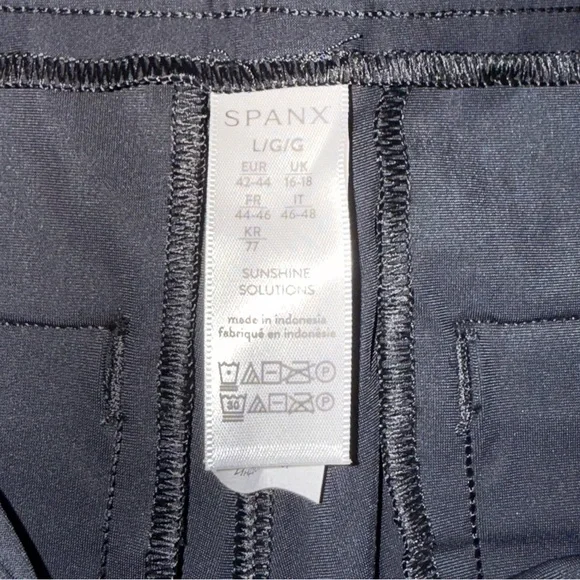 SPANX
L/G/G
EUR UK
42-44 16-18
FR IT
44-46 46-48
KR
77
SUNSHINE
SOLUTIONS
made in indonesia
fabriqué en indonésie
30